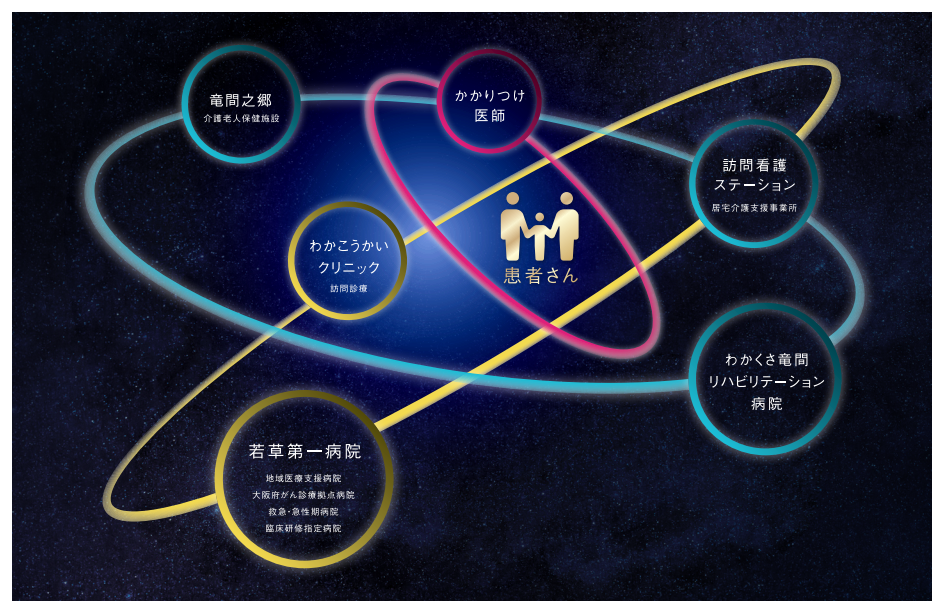 竜間之郷
介護老人保健施設
かかりつけ
医師
訪問看護
ステーション
居宅介護支援事業所
患者さん
わかこうかい
クリニック
訪問診療
わかくさ竜間
リハビリテーション
病院
若草第一病院
地域医療支援病院
大阪府がん診療拠点病院
救急・急性期病院
臨床研修指定病院